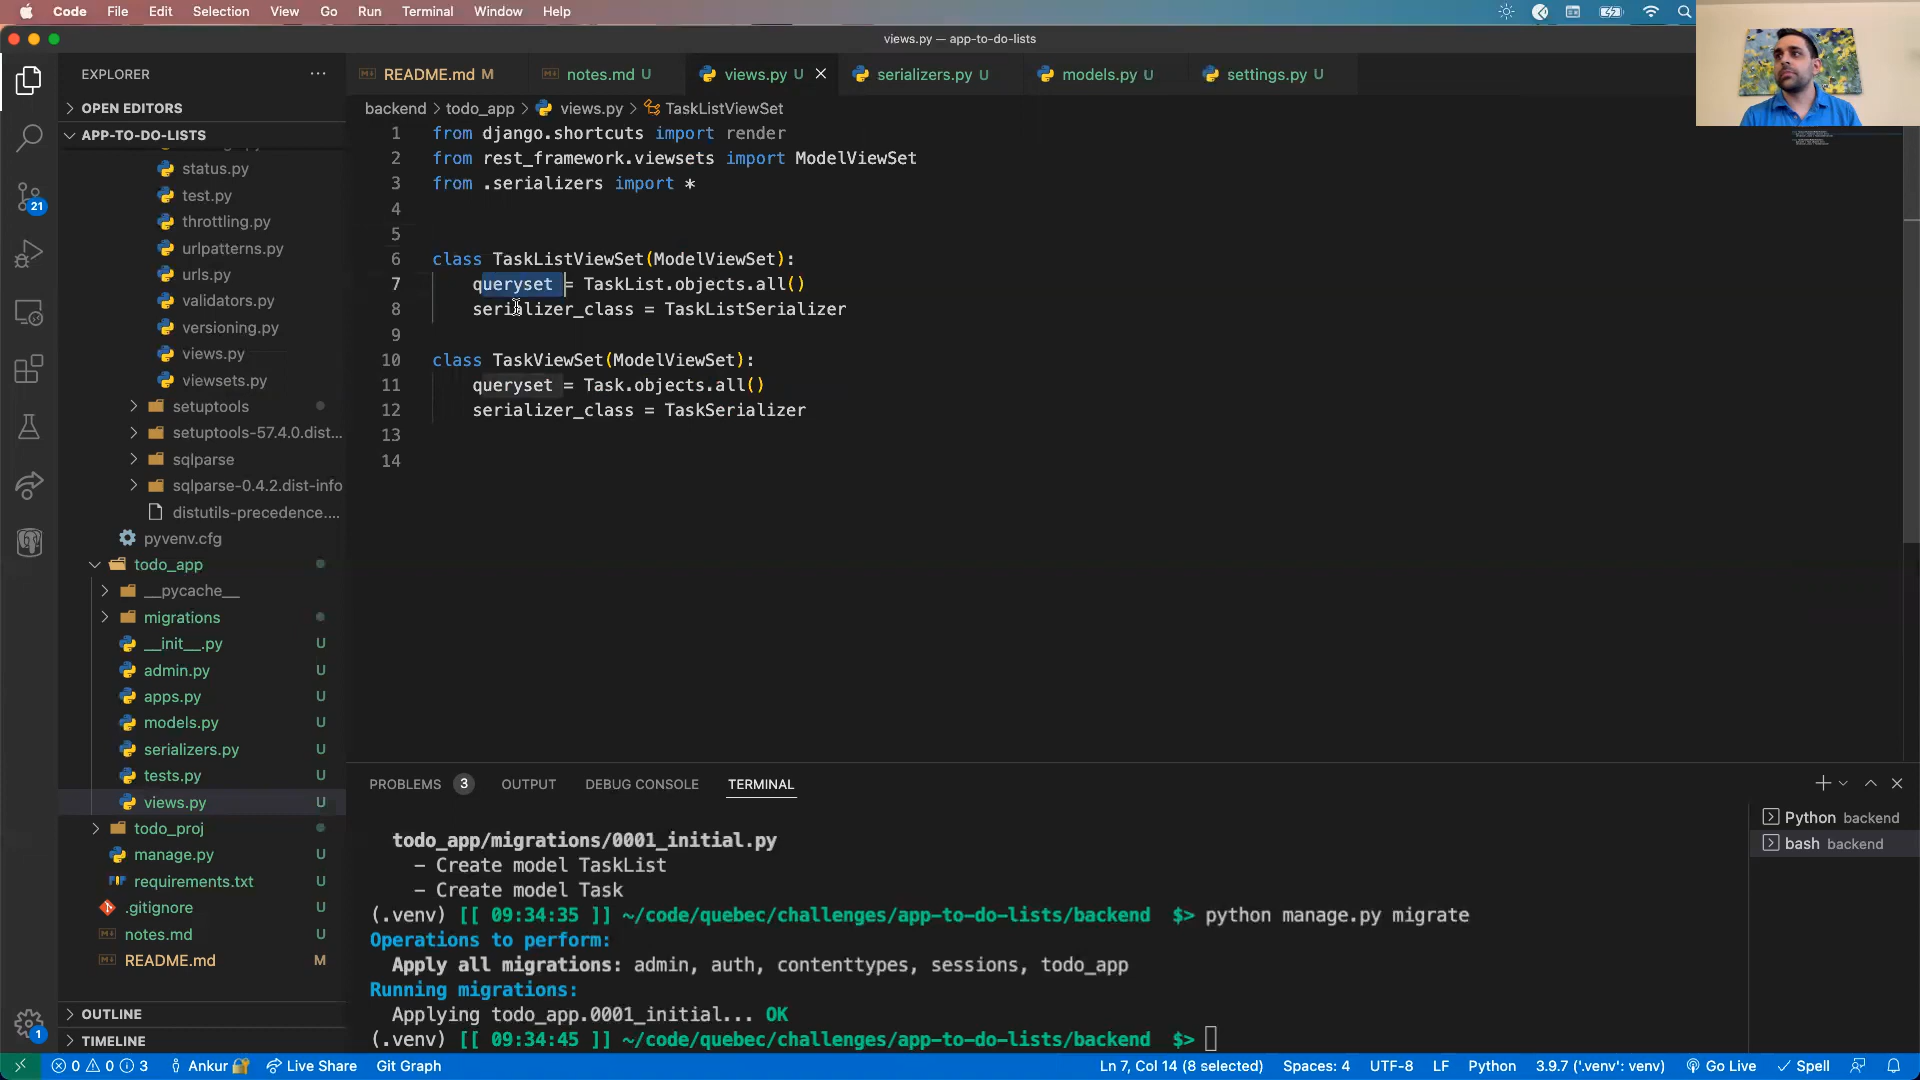 Code File Edit Selection View Go Run Terminal Window Help
views.py — app-to-do-lists
EXPLORER
OPEN EDITORS
APP-TO-DO-LISTS
status.py
test.py
throttling.py
urlpatterns.py
urls.py
validators.py
versioning.py
views.py
viewsets.py
setuptools
setuptools-57.4.0.dist...
sqlparse
sqlparse-0.4.2.dist-info
distutils-precedence....
pyvenv.cfg
todo_app
__pycache__
migrations
__init__.py U
admin.py U
apps.py U
models.py U
serializers.py U
tests.py U
views.py U
todo_proj
manage.py U
requirements.txt U
.gitignore U
notes.md U
README.md M
OUTLINE
TIMELINE
21
1
README.md M notes.md U views.py U serializers.py U models.py U settings.py U
backend > todo_app > views.py > TaskListViewSet
1 from django.shortcuts import render
2 from rest_framework.viewsets import ModelViewSet
3 from .serializers import *
4
5
6 class TaskListViewSet(ModelViewSet):
7 queryset = TaskList.objects.all()
8 serializer_class = TaskListSerializer
9
10 class TaskViewSet(ModelViewSet):
11 queryset = Task.objects.all()
12 serializer_class = TaskSerializer
13
14
PROBLEMS 3 OUTPUT DEBUG CONSOLE TERMINAL
todo_app/migrations/0001_initial.py
- Create model TaskList
- Create model Task
(.venv) [[ 09:34:35 ]] ~/code/quebec/challenges/app-to-do-lists/backend $> python manage.py migrate
Operations to perform:
Apply all migrations: admin, auth, contenttypes, sessions, todo_app
Running migrations:
Applying todo_app.0001_initial... OK
(.venv) [[ 09:34:45 ]] ~/code/quebec/challenges/app-to-do-lists/backend $>
Python backend
bash backend
0 0 3 Ankur Live Share Git Graph Ln 7, Col 14 (8 selected) Spaces: 4 UTF-8 LF Python 3.9.7 ('.venv': venv) Go Live Spell